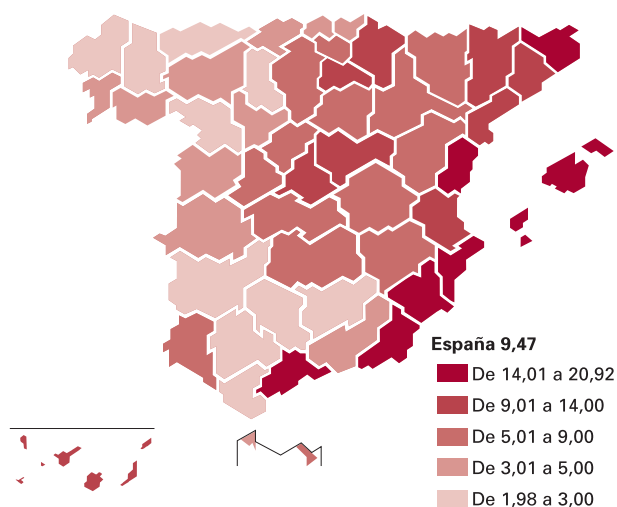 España 9,47
De 14,01 a 20,92
De 9,01 a 14,00
De 5,01 a 9,00
De 3,01 a 5,00
De 1,98 a 3,00